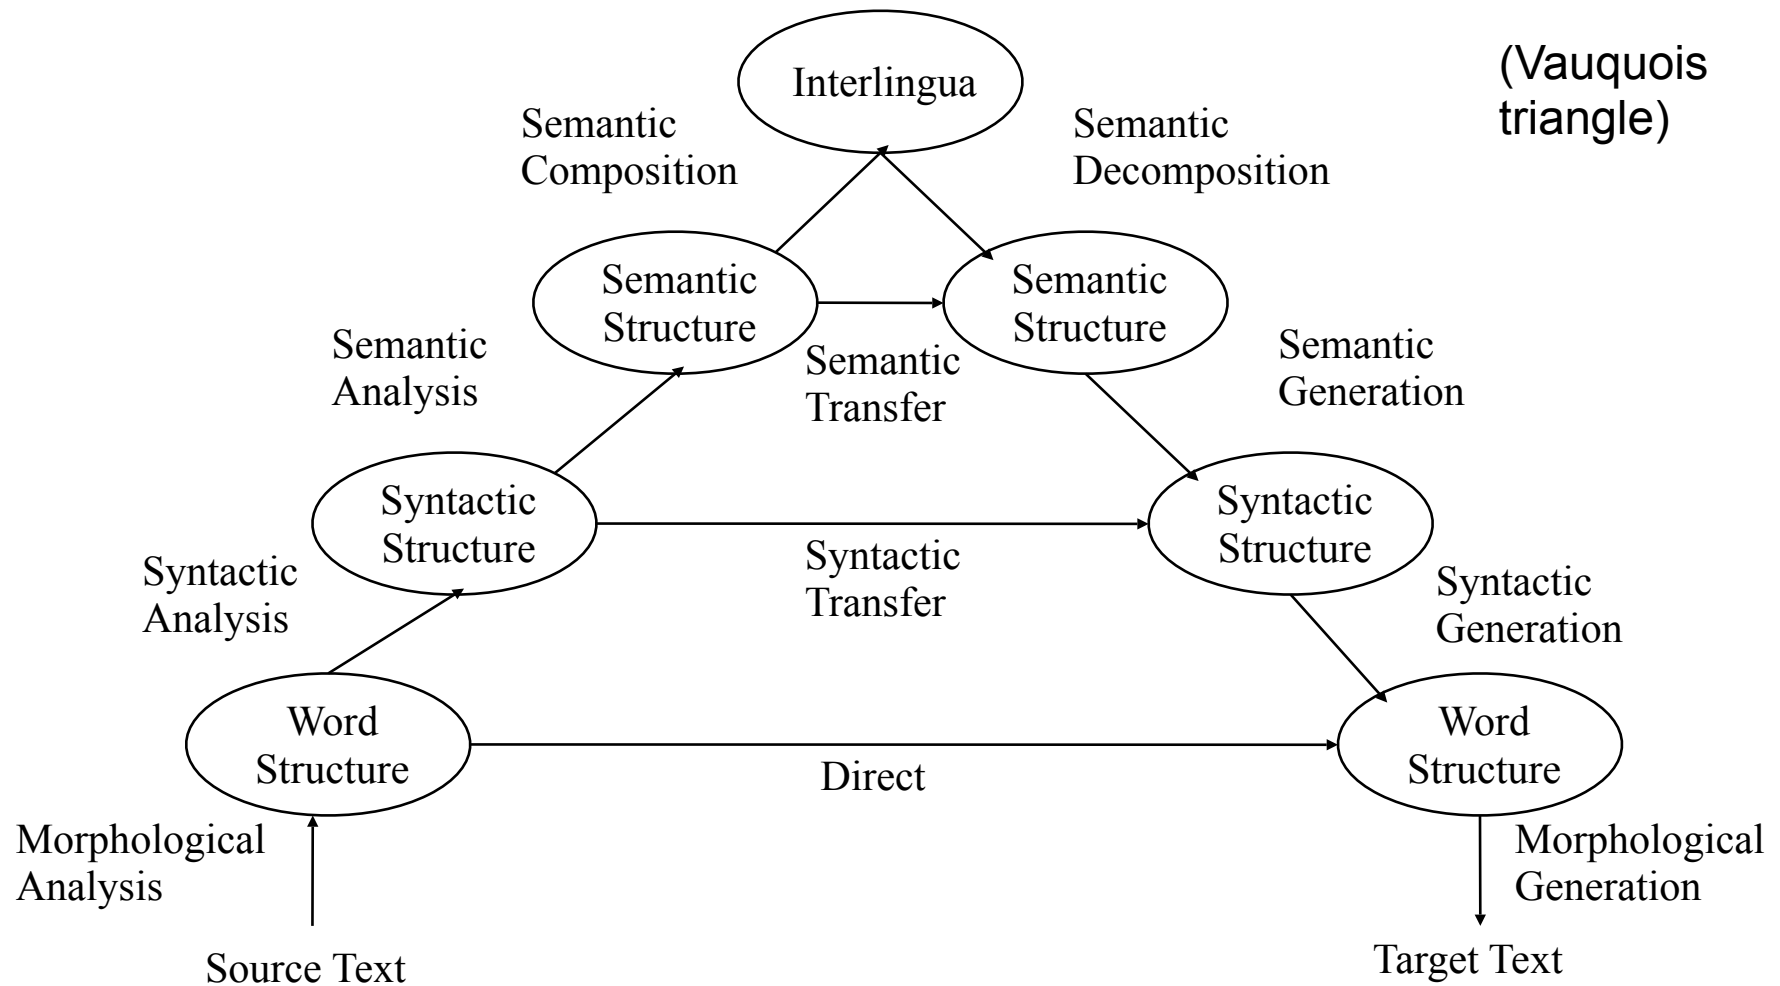 Interlingua
(Vauquois
triangle)
Semantic
Composition
Semantic
Decomposition
Semantic
Structure
Semantic
Structure
Semantic
Analysis
Semantic
Transfer
Semantic
Generation
Syntactic
Structure
Syntactic
Structure
Syntactic
Analysis
Syntactic
Transfer
Syntactic
Generation
Word
Structure
Word
Structure
Direct
Morphological
Analysis
Morphological
Generation
Source Text
Target Text